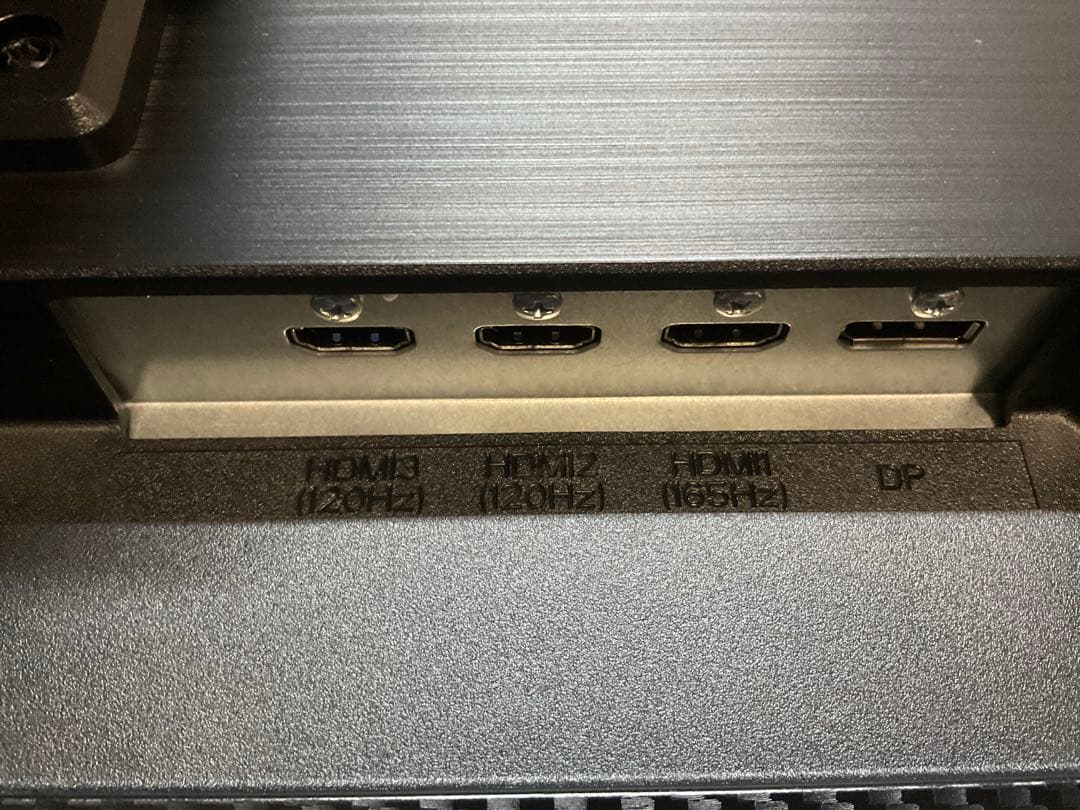 HDMI3 HDMI2 HDMI1 DP
(120Hz) (120Hz) (165Hz)